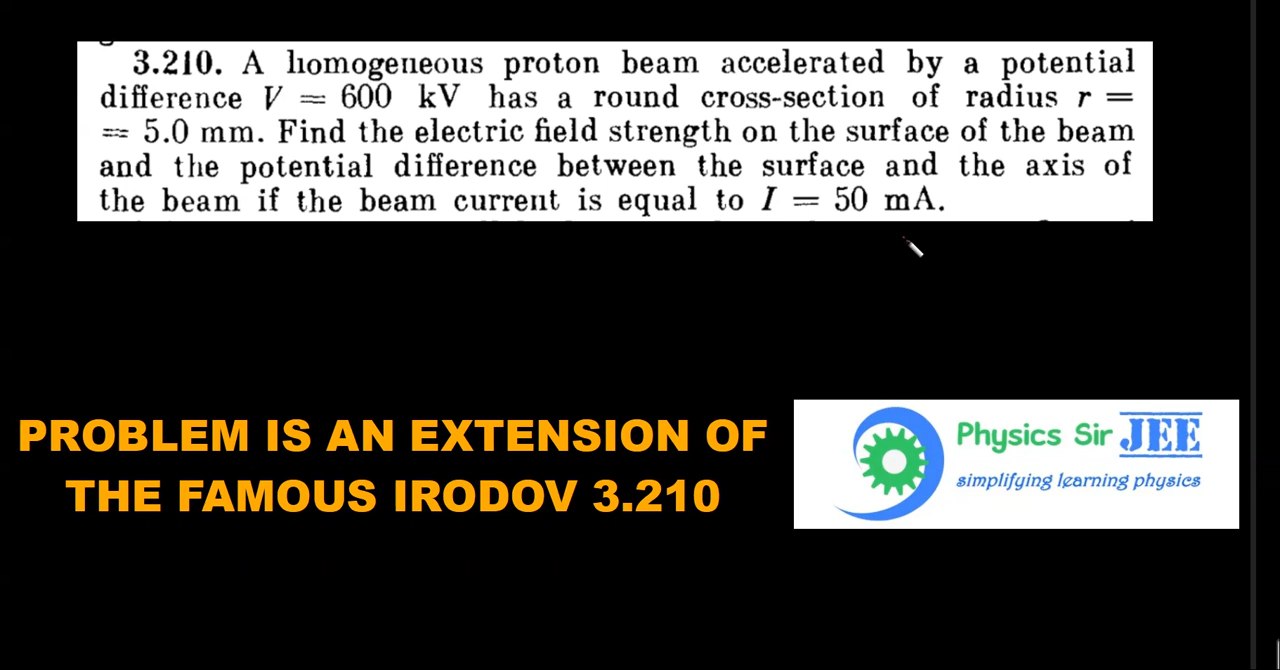 3.210. A homogeneous proton beam accelerated by a potential
difference V = 600 kV has a round cross-section of radius r =
= 5.0 mm. Find the electric field strength on the surface of the beam
and the potential difference between the surface and the axis of
the beam if the beam current is equal to I = 50 mA.
PROBLEM IS AN EXTENSION OF
THE FAMOUS IRODOV 3.210
Physics Sir JEE
simplifying learning physics